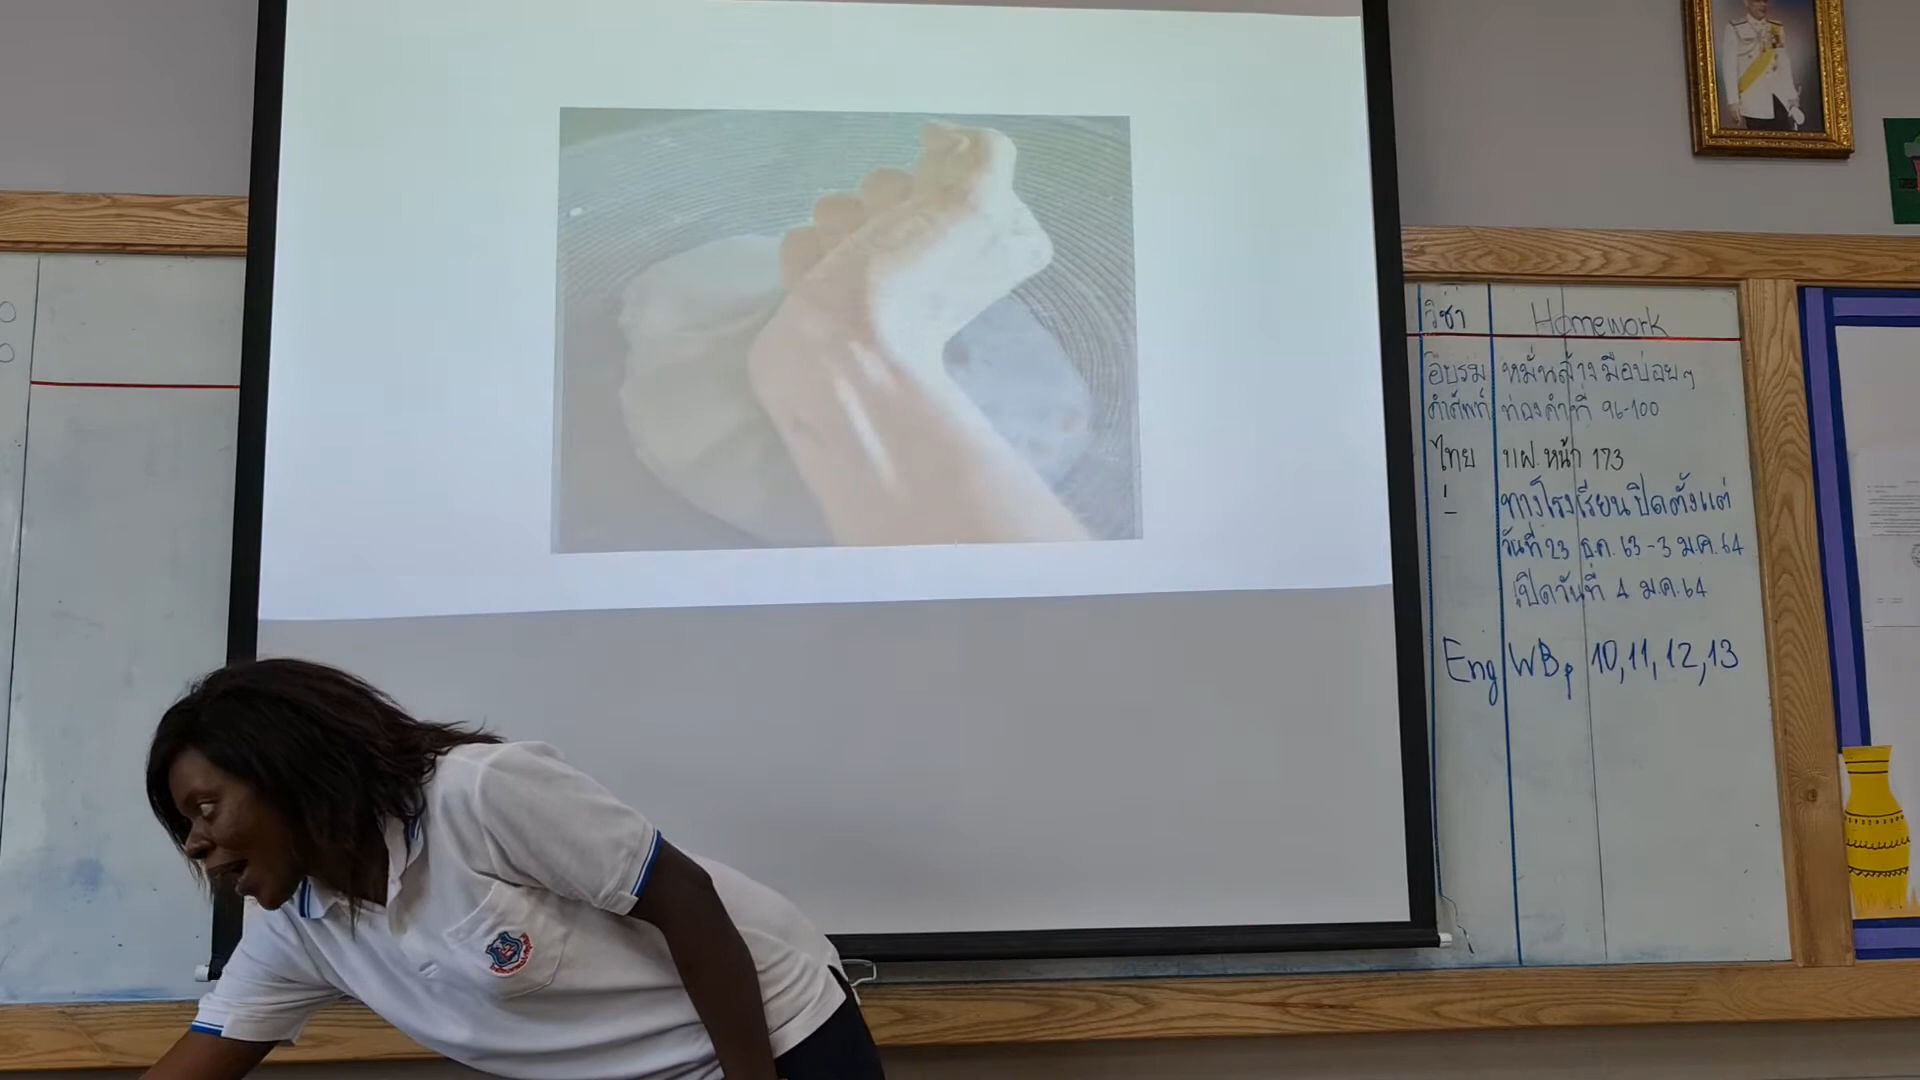 วิชา Homework
อบรม หมั่นล้างมือบ่อยๆ
คำศัพท์ ท่องคำที่ 96-100
ไทย แฝ. หน้า 173
ทางโรงเรียนปิดตั้งแต่
วันที่ 23 ธ.ค. 63 - 3 ม.ค. 64
เปิดวันที่ 4 ม.ค. 64
Eng WB p 10,11,12,13